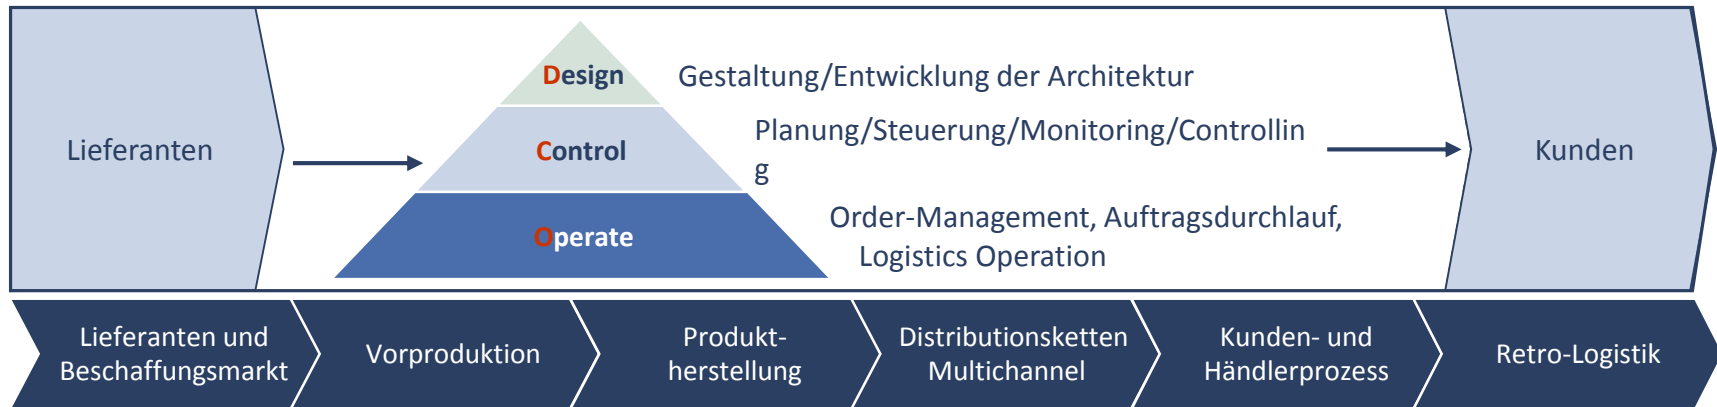 Lieferanten
Design
Gestaltung/Entwicklung der Architektur
Control
Planung/Steuerung/Monitoring/Controllin
g
Operate
Order-Management, Auftragsdurchlauf,
Logistics Operation
Kunden
Lieferanten und
Beschaffungsmarkt
Vorproduktion
Produkt-
herstellung
Distributionsketten
Multichannel
Kunden- und
Händlerprozess
Retro-Logistik